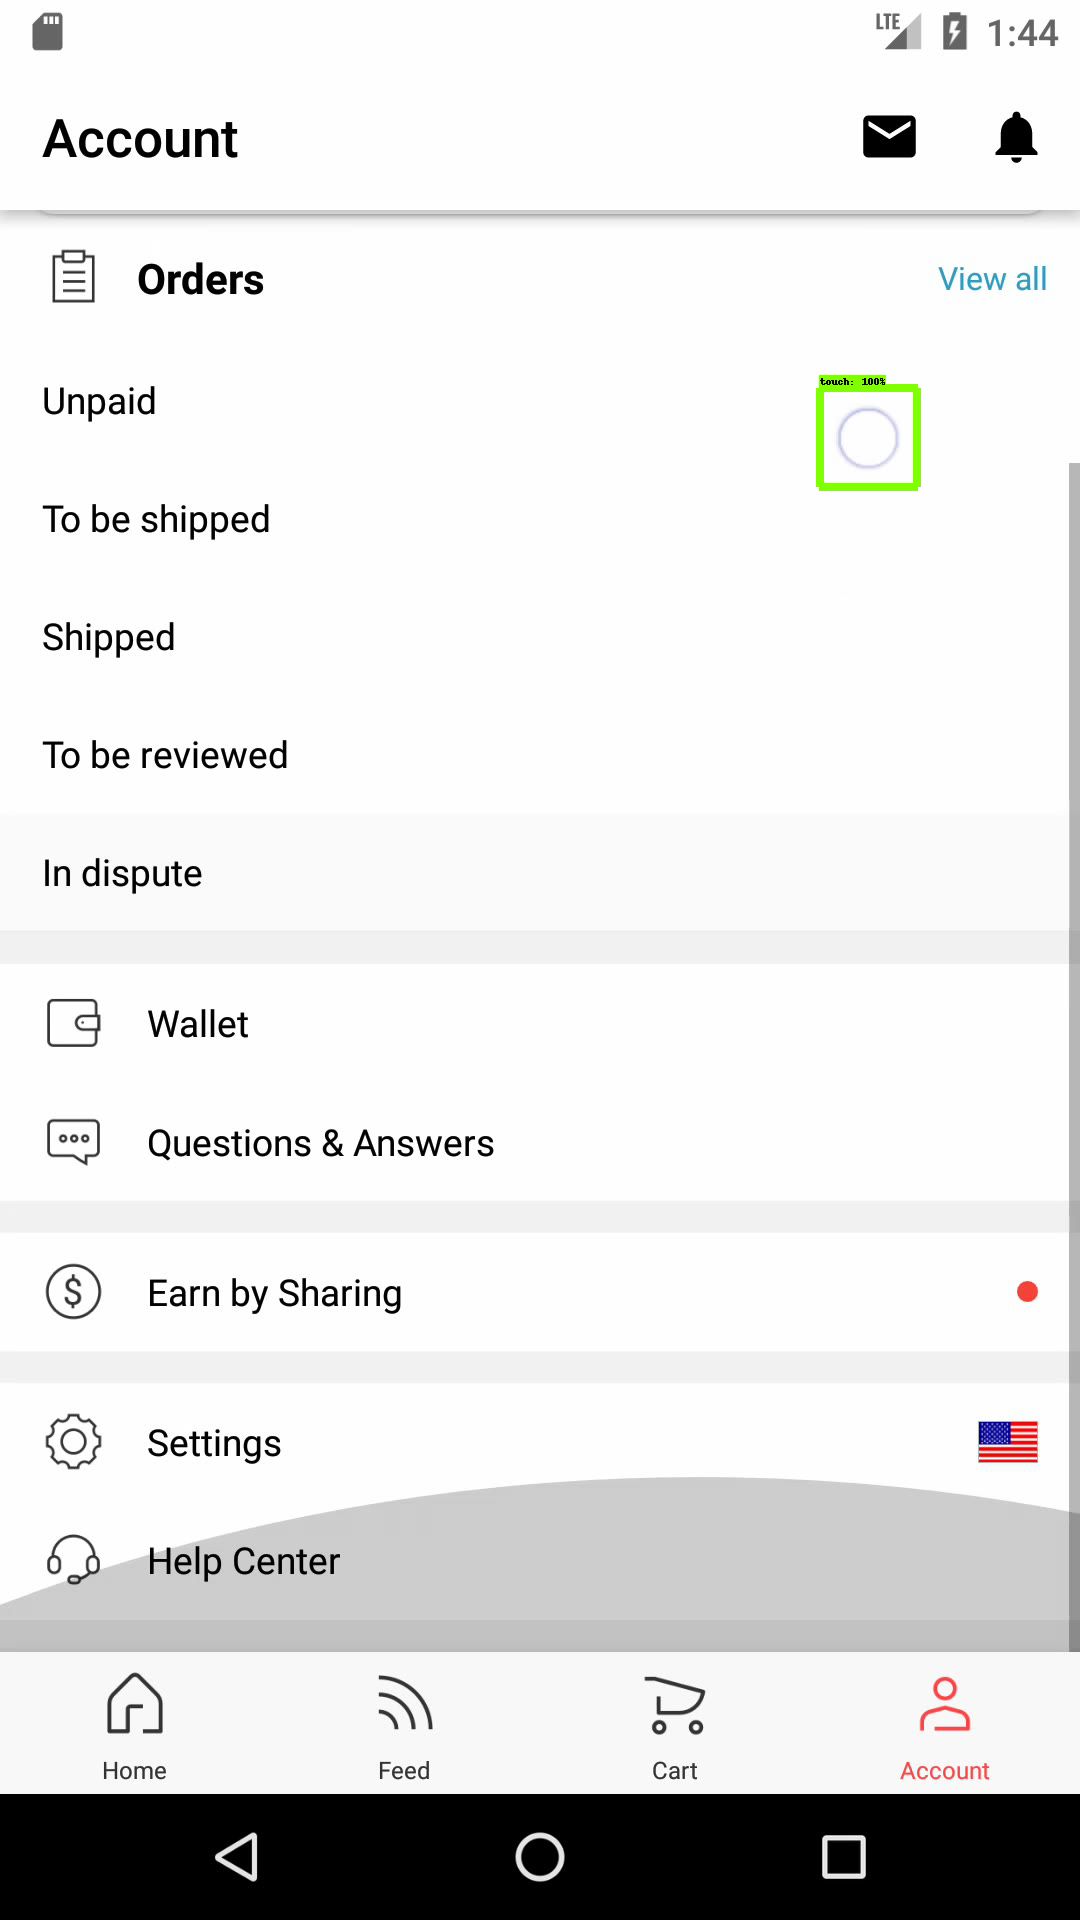 LTE 1:44
Account
Orders View all
touch: 100%
Unpaid
To be shipped
Shipped
To be reviewed
In dispute
Wallet
Questions & Answers
$ Earn by Sharing
Settings
Help Center
Home Feed Cart Account